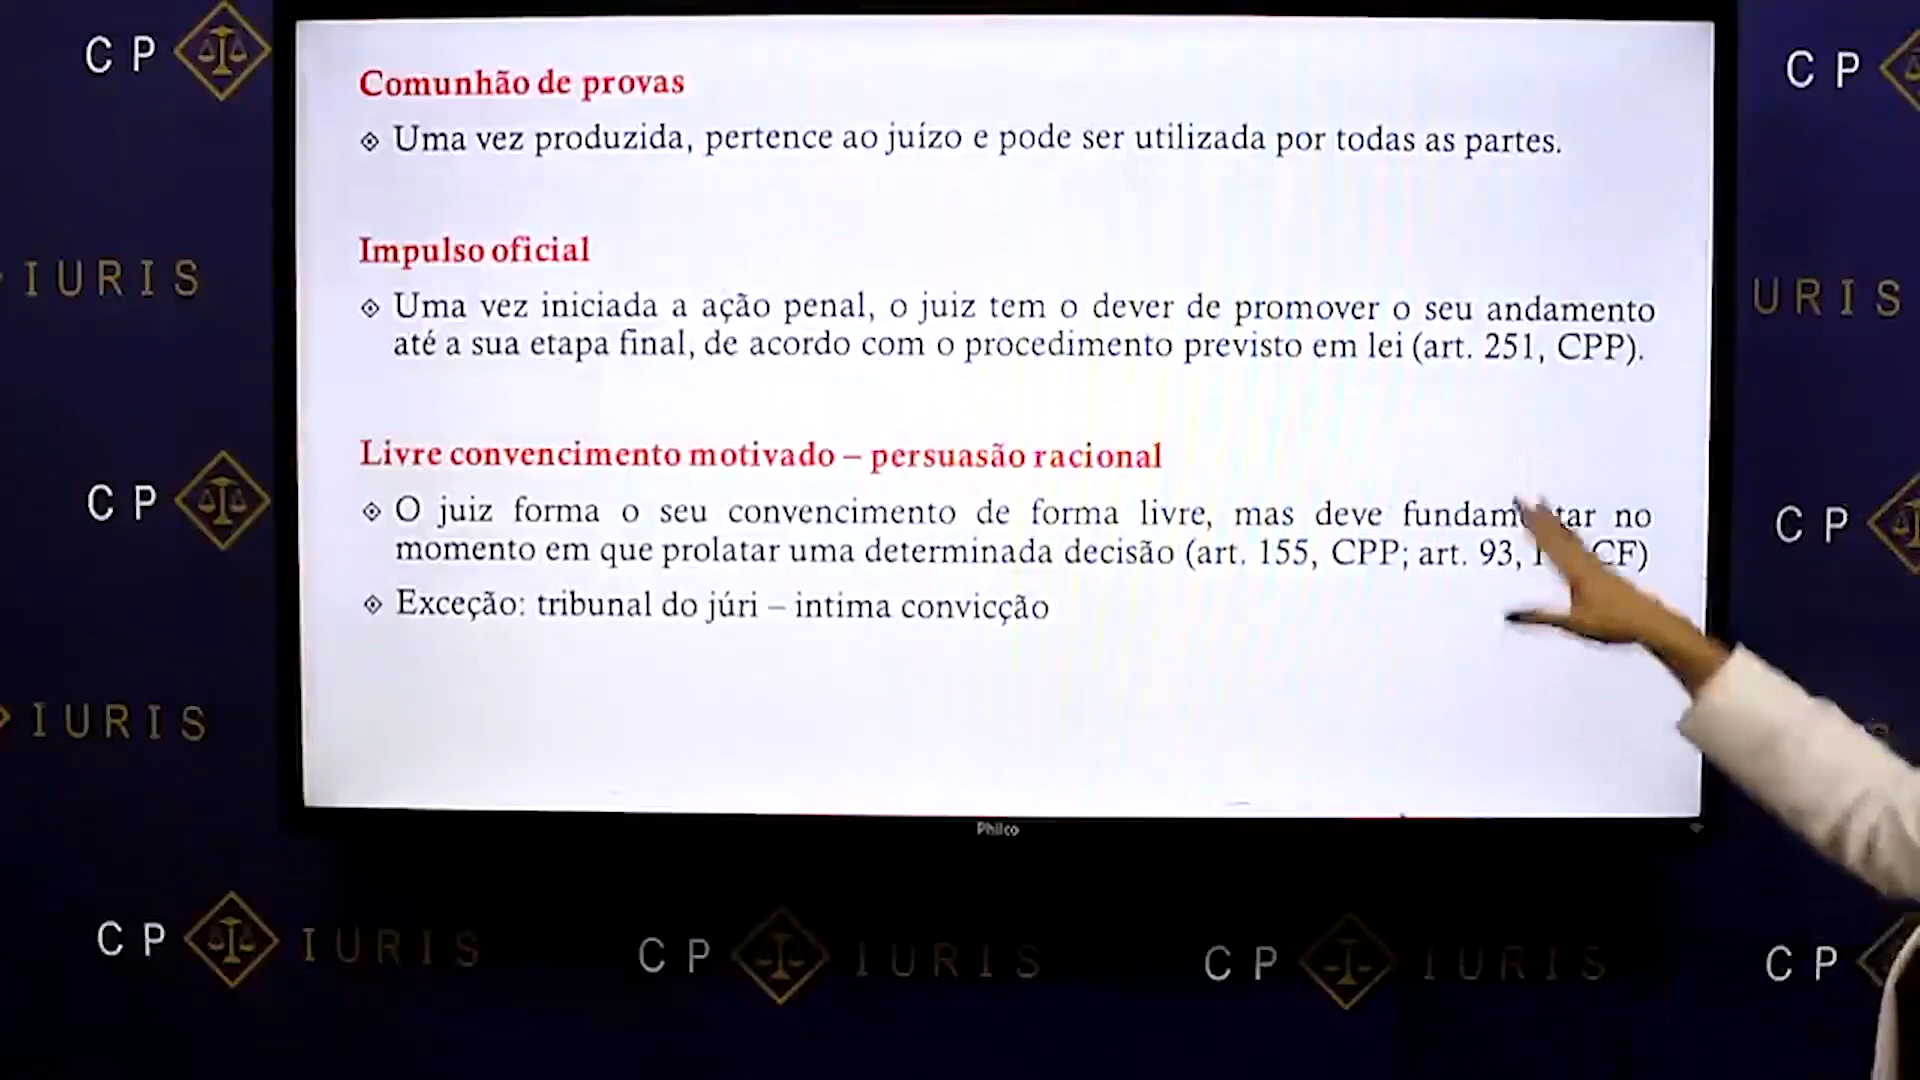 CP
CP
Comunhão de provas
Uma vez produzida, pertence ao juízo e pode ser utilizada por todas as partes.
Impulso oficial
IURIS
URIS
Uma vez iniciada a ação penal, o juiz tem o dever de promover o seu andamento
até a sua etapa final, de acordo com o procedimento previsto em lei (art. 251, CPP).
Livre convencimento motivado – persuasão racional
CP
CP
O juiz forma o seu convencimento de forma livre, mas deve no
momento em que prolatar uma determinada decisão (art. 155, CPP; art. 93, CF)
Exceção: tribunal do júri – intima convicção
IURIS
Philco
CP IURIS
CP IURIS
CP IURIS
CP